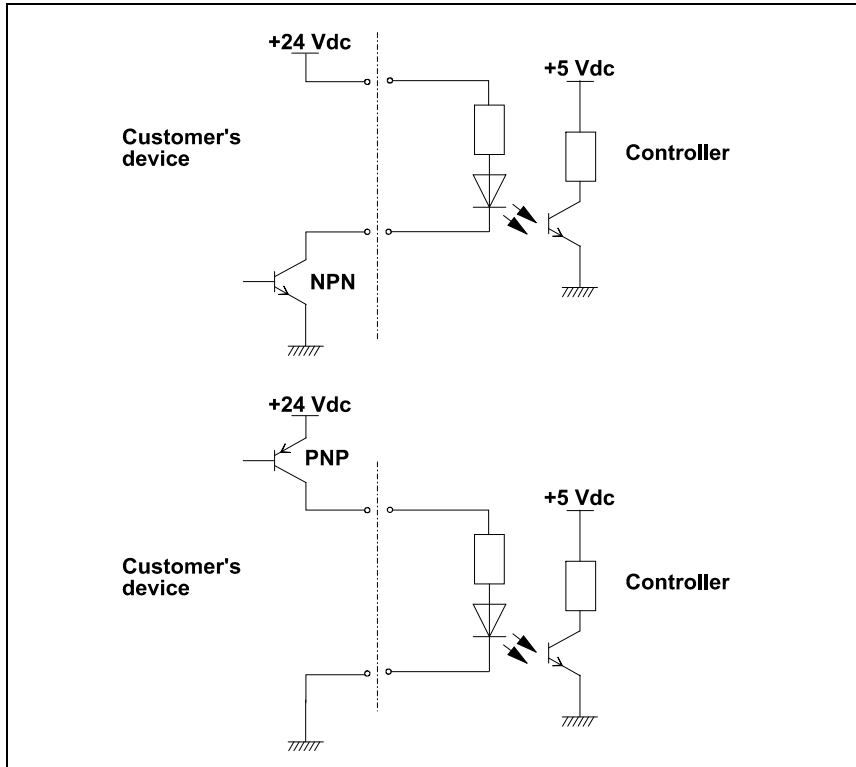 +24 Vdc
+5 Vdc
Customer's
device
Controller
NPN
+24 Vdc
PNP
+5 Vdc
Customer's
device
Controller